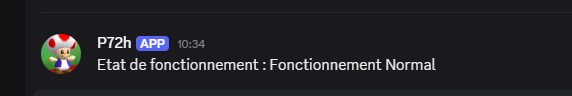 P72h APP 10:34
Etat de fonctionnement : Fonctionnement Normal